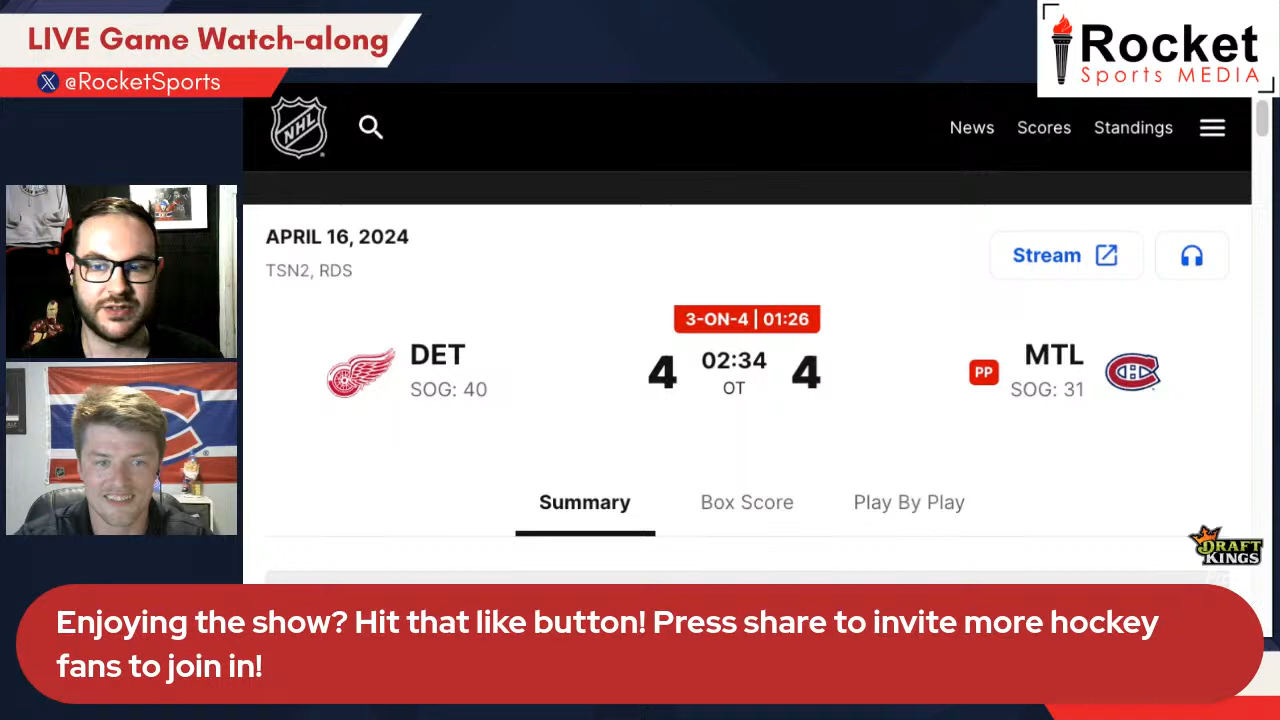 LIVE Game Watch-along
@RocketSports
Rocket
Sports MEDIA
NHL
News Scores Standings
APRIL 16, 2024
TSN2, RDS
Stream
3-ON-4 | 01:26
DET
SOG: 40
4
02:34
OT
4
PP
MTL
SOG: 31
Summary Box Score Play By Play
DRAFT
KINGS
Enjoying the show? Hit that like button! Press share to invite more hockey
fans to join in!